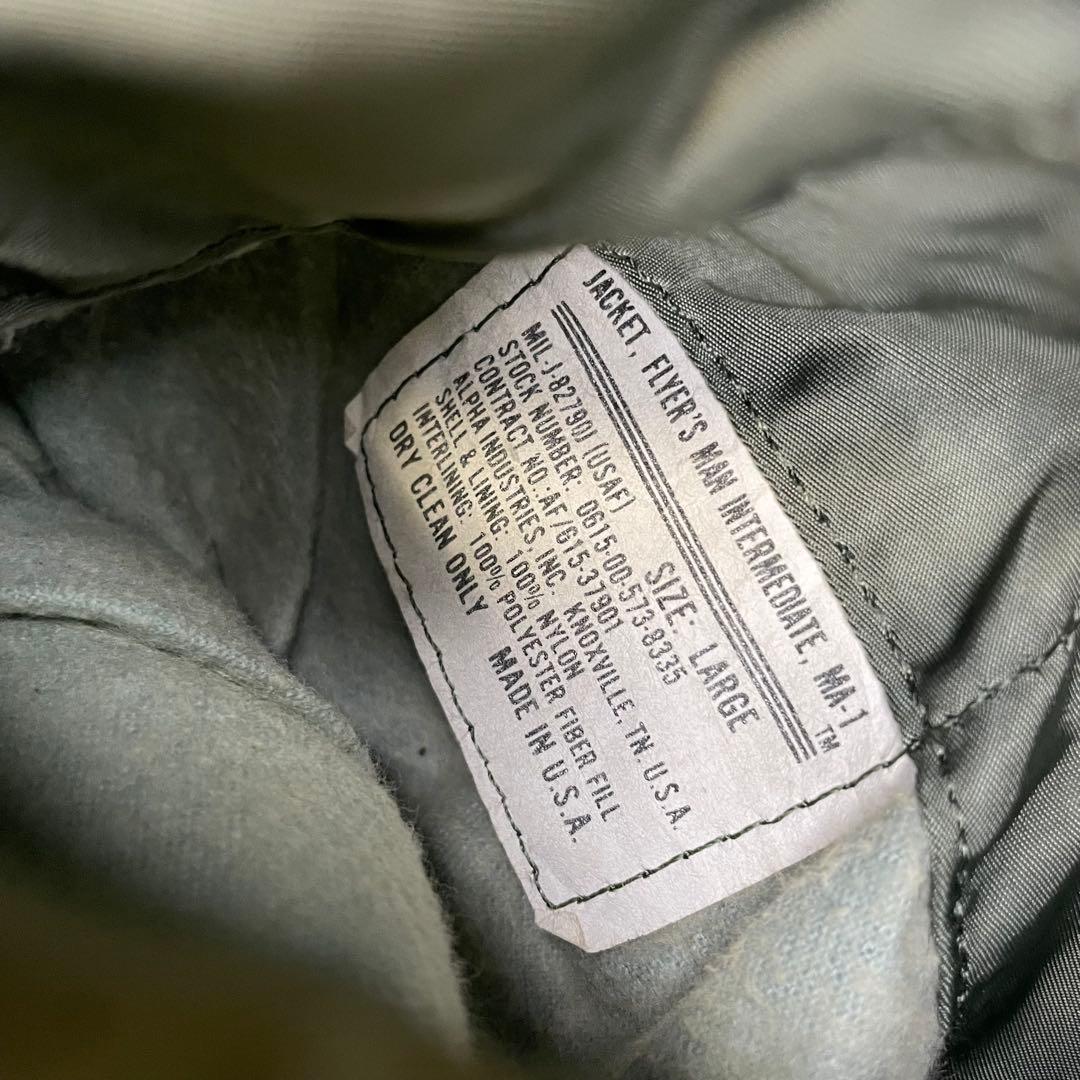 JACKET, FLYER'S MAN INTERMEDIATE, MA-1 ™
MIL-J-8279OJ (USAF) SIZE: LARGE
STOCK NUMBER: 0615-00-573-8335
CONTRACT NO.:AF/615-37901
ALPHA INDUSTRIES, INC. KNOXVILLE, TN. U.S.A.
SHELL & LINING: 100% NYLON
INTERLINING: 100% POLYESTER FIBER FILL
DRY CLEAN ONLY MADE IN U.S.A.